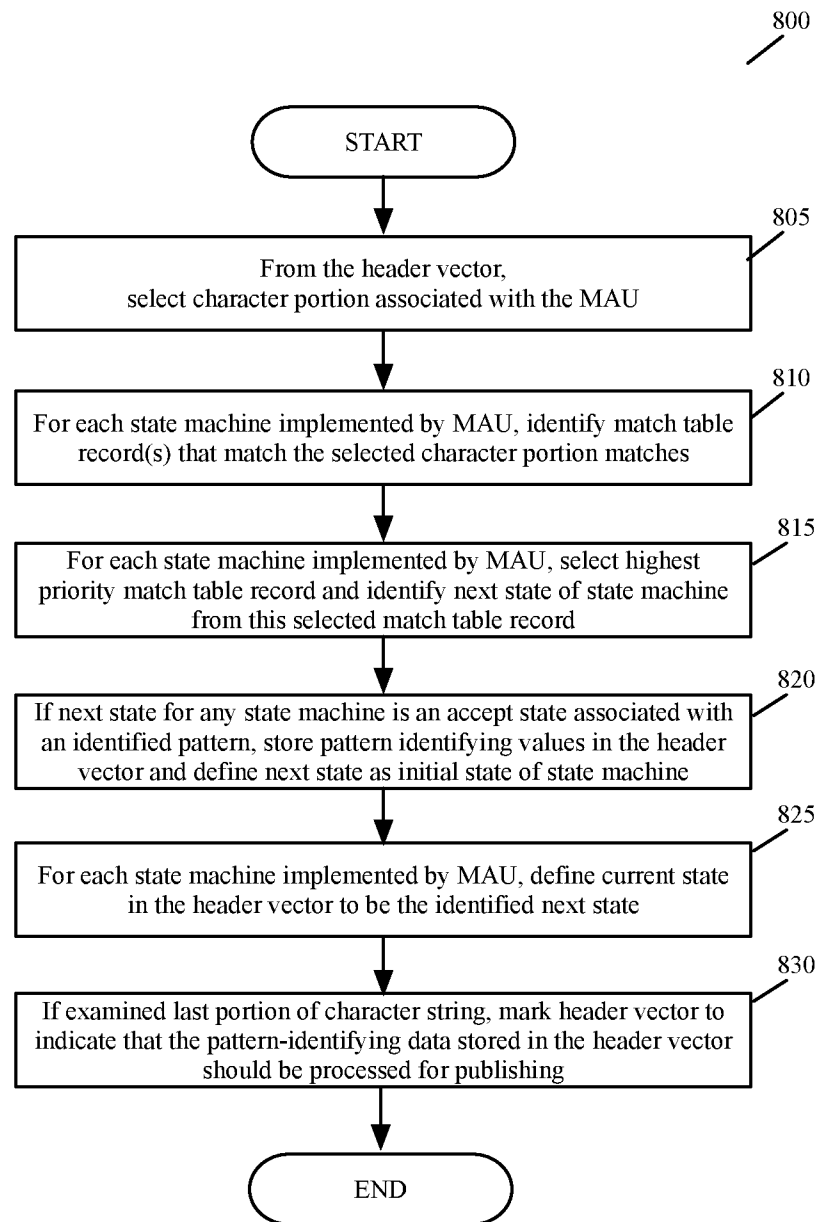 800
START
805
From the header vector,
select character portion associated with the MAU
810
For each state machine implemented by MAU, identify match table
record(s) that match the selected character portion matches
815
For each state machine implemented by MAU, select highest
priority match table record and identify next state of state machine
from this selected match table record
820
If next state for any state machine is an accept state associated with
an identified pattern, store pattern identifying values in the header
vector and define next state as initial state of state machine
825
For each state machine implemented by MAU, define current state
in the header vector to be the identified next state
830
If examined last portion of character string, mark header vector to
indicate that the pattern-identifying data stored in the header vector
should be processed for publishing
END